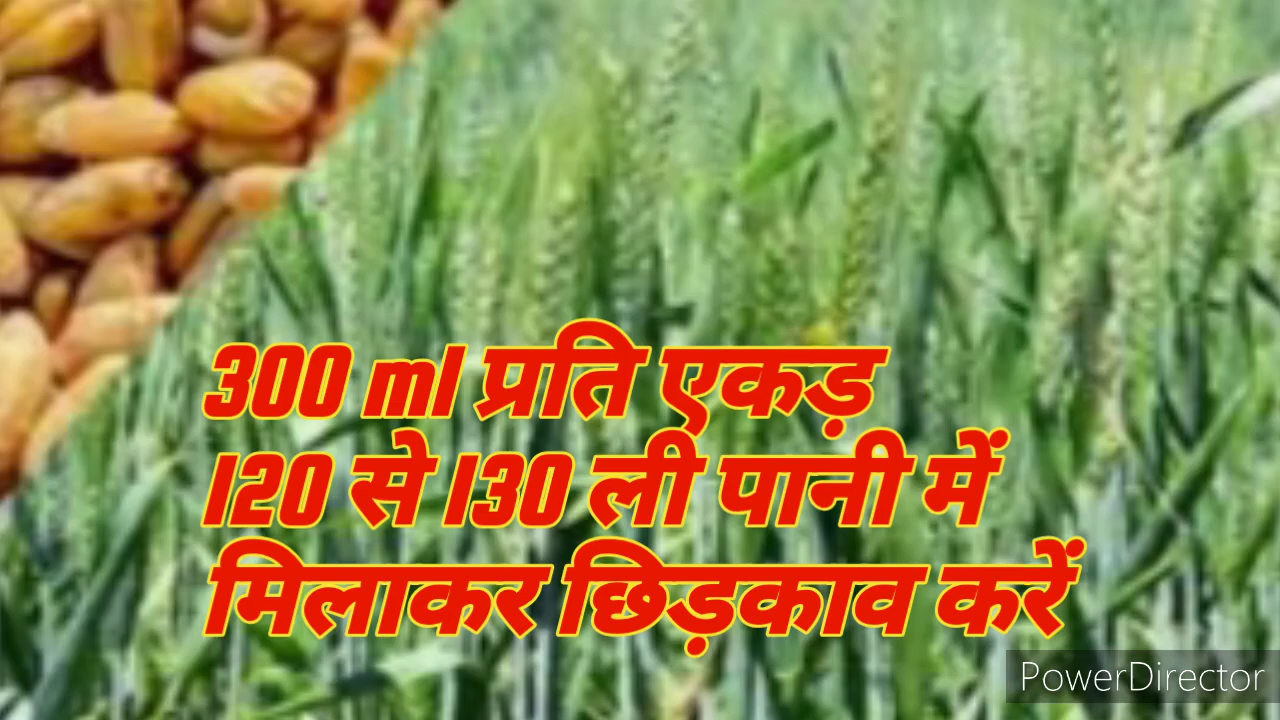 300 ml प्रति एकड़
120 से 130 ली पानी में
मिलाकर छिड़काव करें
PowerDirector